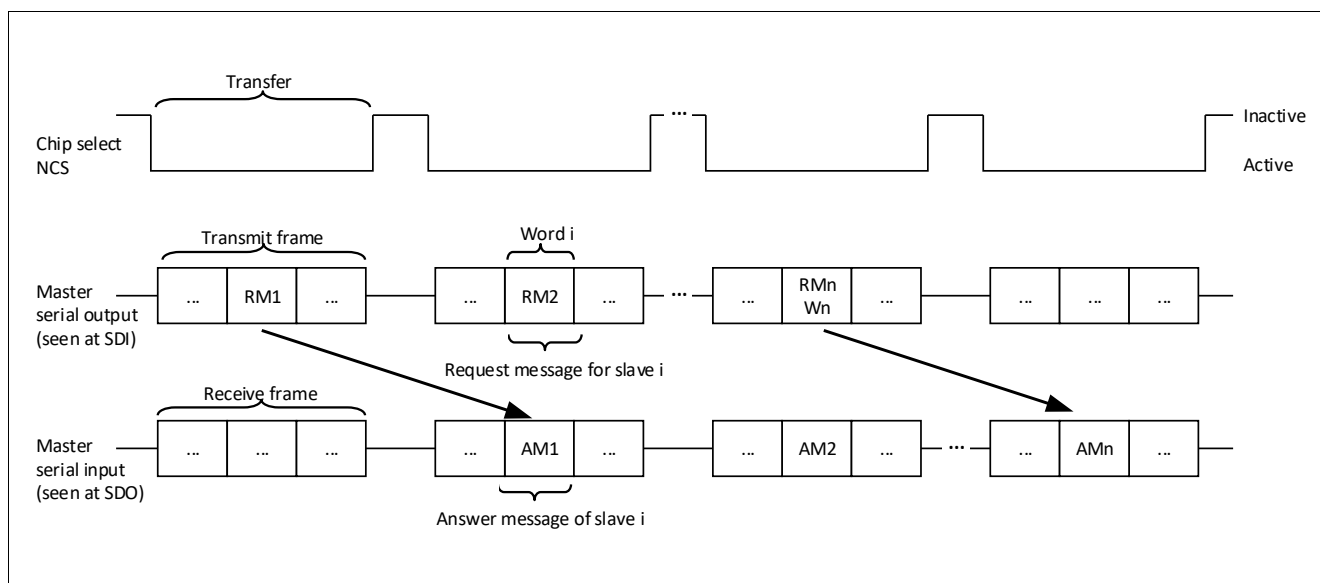 Transfer
...
Inactive
Chip select
NCS
Active
Transmit frame
Word i
Master
serial output
(seen at SDI)
... RM1 ... ... RM2 ... ... ... RMn
Wn ... ... ... ...
Request message for slave i
Receive frame
Master
serial input
(seen at SDO)
... ... ... ... AM1 ... ... AM2 ... ... ... AMn ...
Answer message of slave i